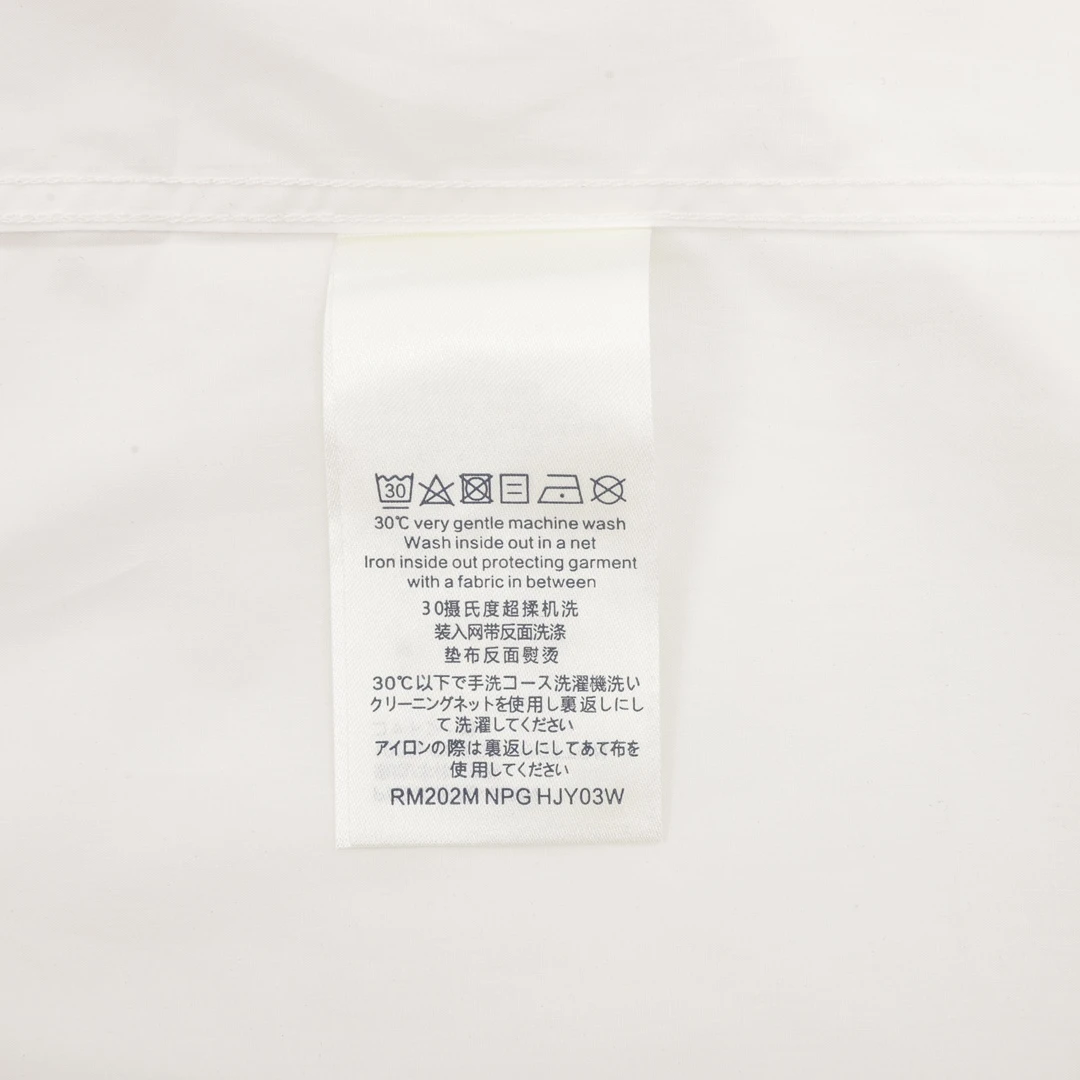 30
30℃ very gentle machine wash
Wash inside out in a net
Iron inside out protecting garment
with a fabric in between
30摄氏度超揉机洗
装入网带反面洗涤
垫布反面熨烫
30℃以下で手洗コース洗濯機洗い
クリーニングネットを使用し裏返しにし
て洗濯してください
アイロンの際は裏返しにしてあて布を
使用してください
RM202M NPG HJY03W